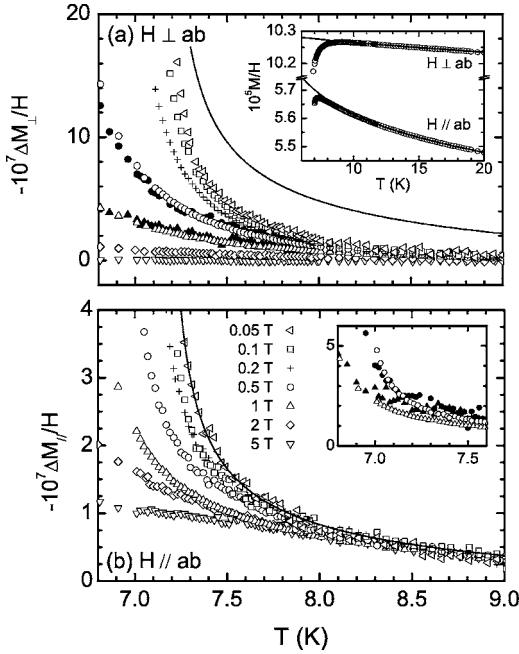 (a) H ⊥ ab
-10⁷ΔM⊥/H
20
10
0
10⁵M/H
10.3
10.2
5.7
5.6
5.5
H ⊥ ab
H // ab
10 15 20
T (K)
-10⁷ΔM///H
4
3
2
1
0
0.05 T
0.1 T
0.2 T
0.5 T
1 T
2 T
5 T
5
0
7.0 7.5
(b) H // ab
7.0 7.5 8.0 8.5 9.0
T (K)